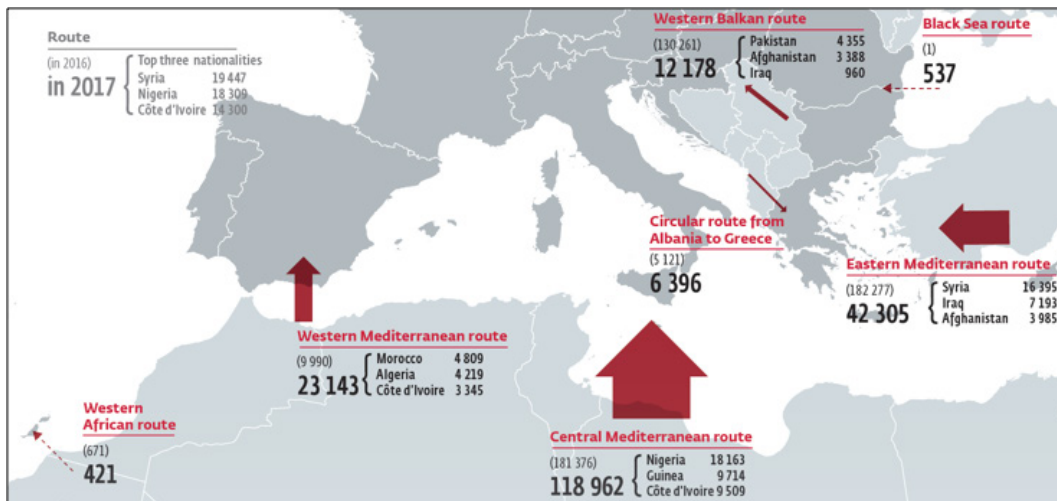 Route
(in 2016)
in 2017
Top three nationalities
Syria 19 447
Nigeria 18 309
Côte d'Ivoire 14 300
Western Balkan route
(130 261)
12 178
Pakistan 4 355
Afghanistan 3 388
Iraq 960
Black Sea route
(1)
537
Circular route from
Albania to Greece
(5 121)
6 396
Eastern Mediterranean route
(182 277)
42 305
Syria 16 395
Iraq 7 193
Afghanistan 3 985
Western Mediterranean route
(9 990)
23 143
Morocco 4 809
Algeria 4 219
Côte d'Ivoire 3 345
Western
African route
(671)
421
Central Mediterranean route
(181 376)
118 962
Nigeria 18 163
Guinea 9 714
Côte d'Ivoire 9 509